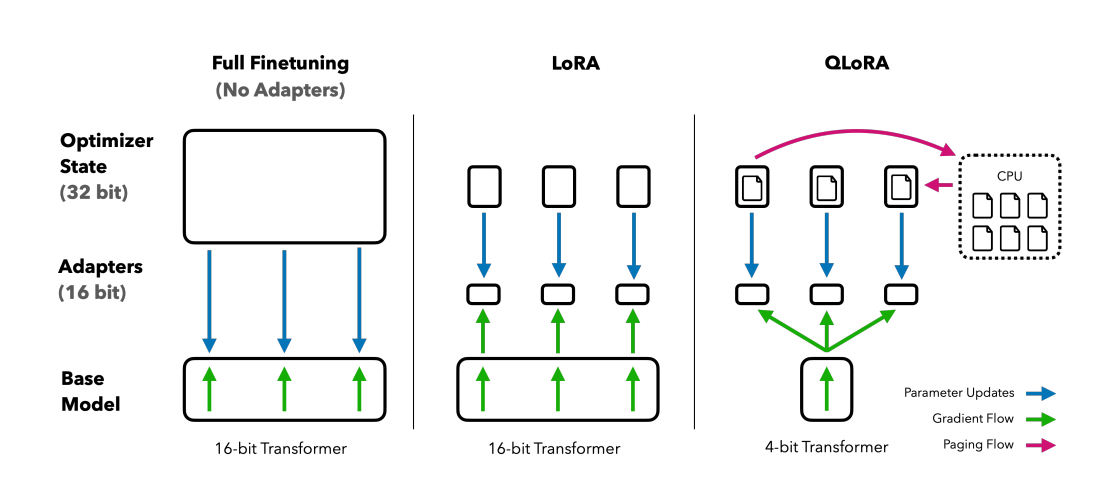 Full Finetuning
(No Adapters)
LoRA
QLoRA
Optimizer
State
(32 bit)
CPU
Adapters
(16 bit)
Base
Model
Parameter Updates
Gradient Flow
Paging Flow
16-bit Transformer
16-bit Transformer
4-bit Transformer